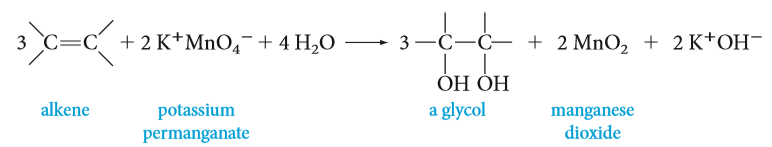 3 C=C + 2 K⁺MnO₄⁻ + 4 H₂O ⟶ 3 —C—C— + 2 MnO₂ + 2 K⁺OH⁻
OH OH
alkene potassium a glycol manganese
permanganate dioxide